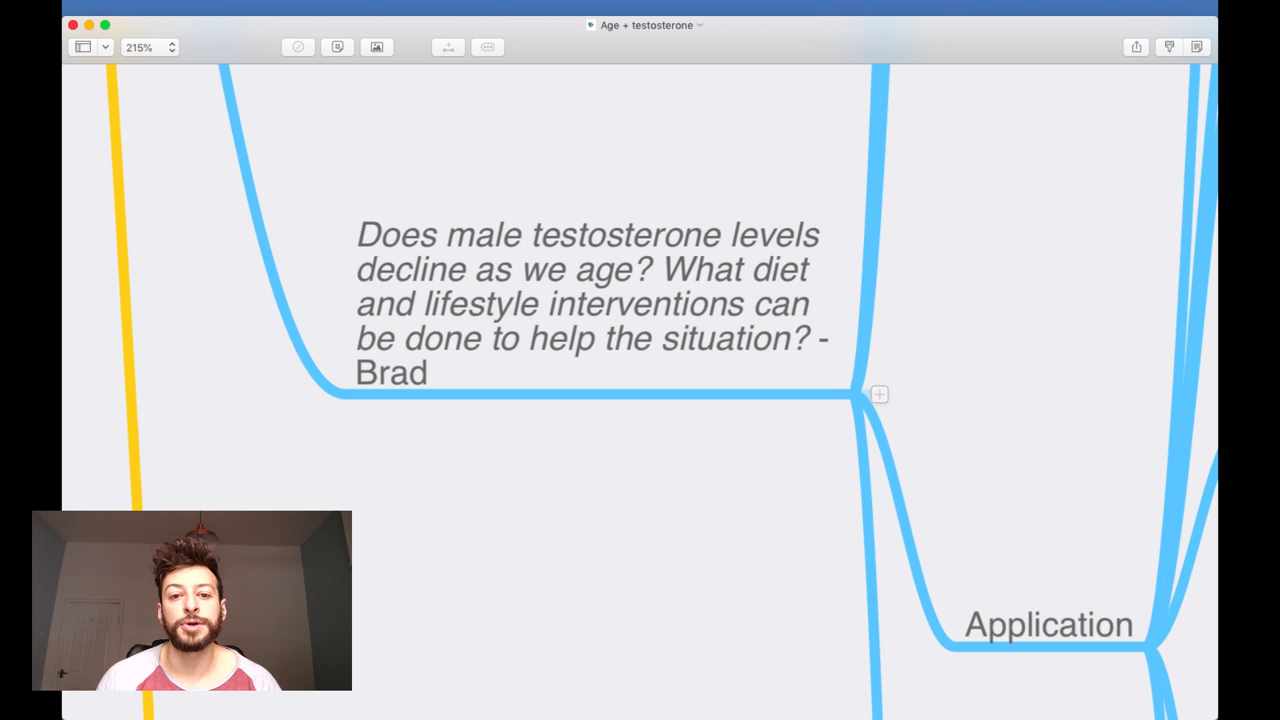 Age + testosterone
215%
Does male testosterone levels
decline as we age? What diet
and lifestyle interventions can
be done to help the situation? -
Brad
Application